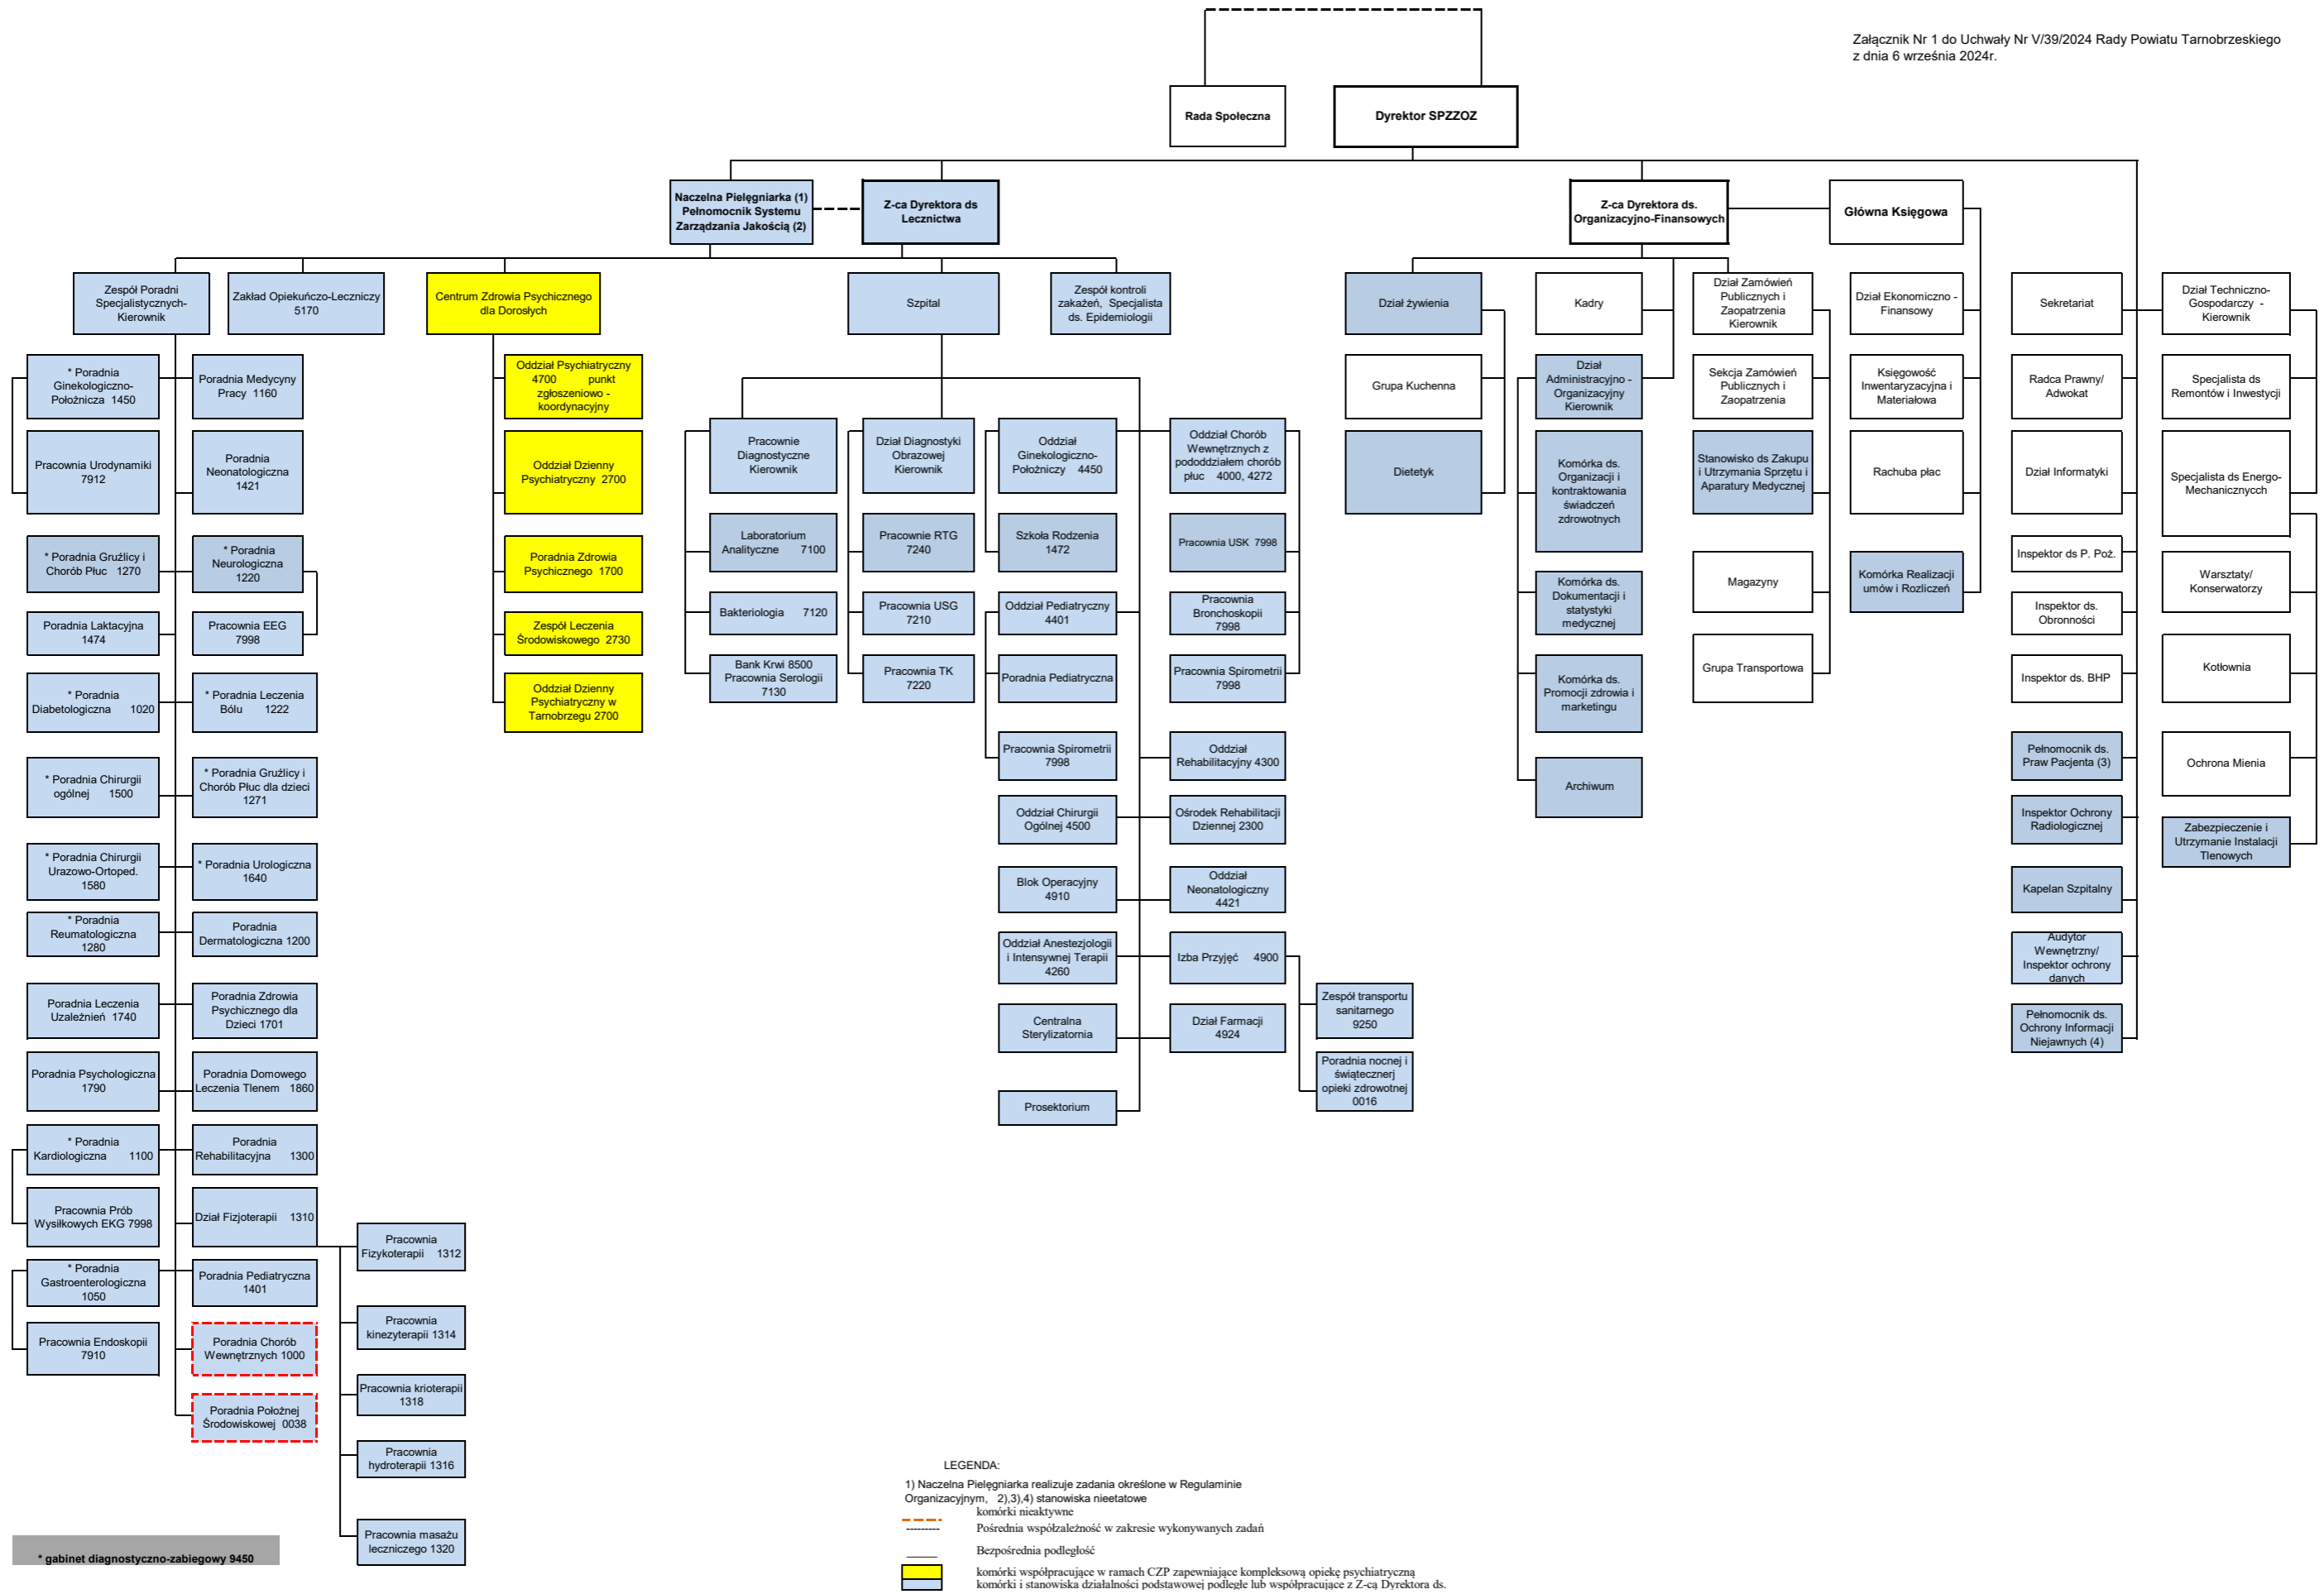 Załącznik Nr 1 do Uchwały Nr V/39/2024 Rady Powiatu Tarnobrzeskiego
z dnia 6 września 2024r.
Rada Społeczna
Dyrektor SPZZOZ
Naczelna Pielęgniarka (1)
Pełnomocnik Systemu
Zarządzania Jakością (2)
Z-ca Dyrektora ds
Lecznictwa
Z-ca Dyrektora ds.
Organizacyjno-Finansowych
Główna Księgowa
Zespół Poradni
Specjalistycznych-
Kierownik
Zakład Opiekuńczo-Leczniczy
5170
Centrum Zdrowia Psychicznego
dla Dorosłych
Szpital
Zespół kontroli
zakażeń, Specjalista
ds. Epidemiologii
Dział żywienia
Kadry
Dział Zamówień
Publicznych i
Zaopatrzenia
Kierownik
Dział Ekonomiczno -
Finansowy
Sekretariat
Dział Techniczno-
Gospodarczy -
Kierownik
* Poradnia
Ginekologiczno-
Położnicza 1450
Poradnia Medycyny
Pracy 1160
Pracownia Urodynamiki
7912
Poradnia
Neonatologiczna
1421
* Poradnia Gruźlicy i
Chorób Płuc 1270
* Poradnia
Neurologiczna
1220
Poradnia Laktacyjna
1474
Pracownia EEG
7998
* Poradnia
Diabetologiczna 1020
* Poradnia Leczenia
Bólu 1222
* Poradnia Chirurgii
ogólnej 1500
* Poradnia Gruźlicy i
Chorób Płuc dla dzieci
1271
* Poradnia Chirurgii
Urazowo-Ortoped.
1580
* Poradnia Urologiczna
1640
* Poradnia
Reumatologiczna
1280
Poradnia
Dermatologiczna 1200
Poradnia Leczenia
Uzależnień 1740
Poradnia Zdrowia
Psychicznego dla
Dzieci 1701
Poradnia Psychologiczna
1790
Poradnia Domowego
Leczenia Tlenem 1860
* Poradnia
Kardiologiczna 1100
Poradnia
Rehabilitacyjna 1300
Pracownia Prób
Wysiłkowych EKG 7998
Dział Fizjoterapii 1310
* Poradnia
Gastroenterologiczna
1050
Poradnia Pediatryczna
1401
Pracownia Endoskopii
7910
Poradnia Chorób
Wewnętrznych 1000
Poradnia Położnej
Środowiskowej 0038
Pracownia
Fizykoterapii 1312
Pracownia
kinezyterapii 1314
Pracownia krioterapii
1318
Pracownia
hydroterapii 1316
Pracownia masażu
leczniczego 1320
Oddział Psychiatryczny
4700 punkt
zgłoszeniowo -
koordynacyjny
Oddział Dzienny
Psychiatryczny 2700
Poradnia Zdrowia
Psychicznego 1700
Zespół Leczenia
Środowiskowego 2730
Oddział Dzienny
Psychiatryczny w
Tarnobrzegu 2700
Pracownie
Diagnostyczne
Kierownik
Laboratorium
Analityczne 7100
Bakteriologia 7120
Bank Krwi 8500
Pracownia Serologii
7130
Dział Diagnostyki
Obrazowej
Kierownik
Pracownie RTG
7240
Pracownia USG
7210
Pracownia TK
7220
Oddział
Ginekologiczno-
Położniczy 4450
Szkoła Rodzenia
1472
Oddział Pediatryczny
4401
Poradnia Pediatryczna
Pracownia Spirometrii
7998
Oddział Chirurgii
Ogólnej 4500
Blok Operacyjny
4910
Oddział Anestezjologii
i Intensywnej Terapii
4260
Centralna
Sterylizatornia
Prosektorium
Oddział Chorób
Wewnętrznych z
pododdziałem chorób
płuc 4000, 4272
Pracownia USK 7998
Pracownia
Bronchoskopii
7998
Pracownia Spirometrii
7998
Oddział
Rehabilitacyjny 4300
Ośrodek Rehabilitacji
Dziennej 2300
Oddział
Neonatologiczny
4421
Izba Przyjęć 4900
Dział Farmacji
4924
Zespół transportu
sanitarnego
9250
Poradnia nocnej i
świątecznerj
opieki zdrowotnej
0016
Grupa Kuchenna
Dietetyk
Dział
Administracyjno -
Organizacyjny
Kierownik
Komórka ds.
Organizacji i
kontraktowania
świadczeń
zdrowotnych
Komórka ds.
Dokumentacji i
statystyki
medycznej
Komórka ds.
Promocji zdrowia i
marketingu
Archiwum
Sekcja Zamówień
Publicznych i
Zaopatrzenia
Stanowisko ds Zakupu
i Utrzymania Sprzętu i
Aparatury Medycznej
Magazyny
Grupa Transportowa
Księgowość
Inwentaryzacyjna i
Materiałowa
Rachuba płac
Komórka Realizacji
umów i Rozliczeń
Radca Prawny/
Adwokat
Dział Informatyki
Inspektor ds P. Poż.
Inspektor ds.
Obronności
Inspektor ds. BHP
Pełnomocnik ds.
Praw Pacjenta (3)
Inspektor Ochrony
Radiologicznej
Kapelan Szpitalny
Audytor
Wewnętrzny/
Inspektor ochrony
danych
Pełnomocnik ds.
Ochrony Informacji
Niejawnych (4)
Specjalista ds
Remontów i Inwestycji
Specjalista ds Energo-
Mechanicznycch
Warsztaty/
Konserwatorzy
Kotłownia
Ochrona Mienia
Zabezpieczenie i
Utrzymanie Instalacji
Tlenowych
* gabinet diagnostyczno-zabiegowy 9450
LEGENDA:
1) Naczelna Pielęgniarka realizuje zadania określone w Regulaminie
Organizacyjnym, 2),3),4) stanowiska nieetatowe
komórki nieaktywne
Pośrednia współzależność w zakresie wykonywanych zadań
Bezpośrednia podległość
komórki współpracujące w ramach CZP zapewniające kompleksową opiekę psychiatryczną
komórki i stanowiska działalności podstawowej podległe lub współpracujące z Z-cą Dyrektora ds.